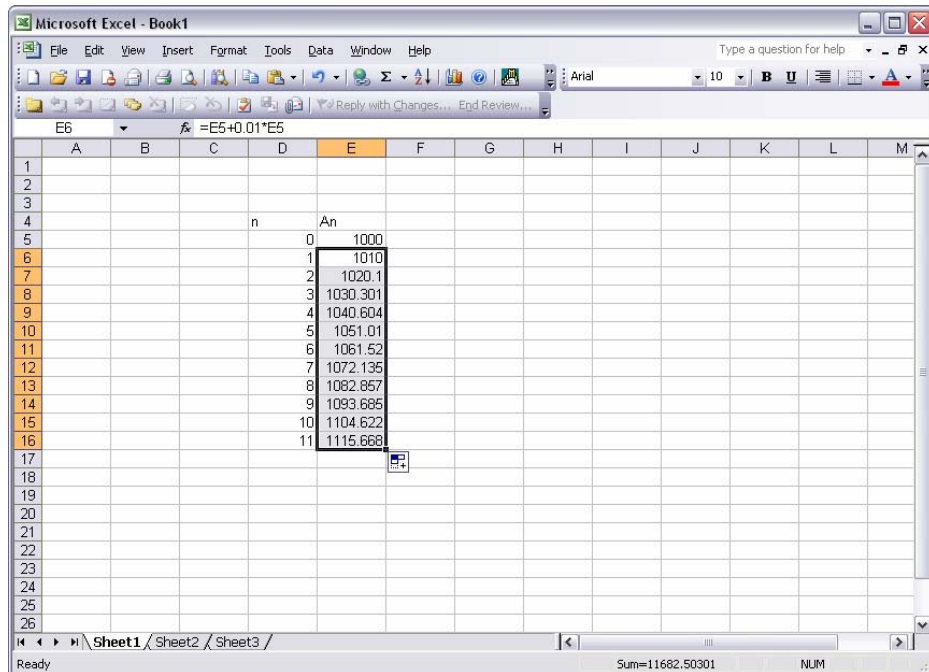 Microsoft Excel - Book1
File Edit View Insert Format Tools Data Window Help Type a question for help
Arial 10 B U
Reply with Changes... End Review...
E6 fx =E5+0.01*E5
A B C D E F G H I J K L M
1
2
3
4 n An
5 0 1000
6 1 1010
7 2 1020.1
8 3 1030.301
9 4 1040.604
10 5 1051.01
11 6 1061.52
12 7 1072.135
13 8 1082.857
14 9 1093.685
15 10 1104.622
16 11 1115.668
17
18
19
20
21
22
23
24
25
26
Sheet1 / Sheet2 / Sheet3 /
Ready Sum=11682.50301 NUM